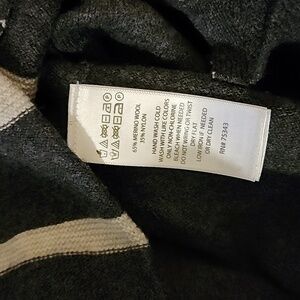 65% MERINO WOOL
35% NYLON
HAND WASH COLD
WASH WITH LIKE COLORS
ONLY NON-CHLORINE
BLEACH WHEN NEEDED
DO NOT WRING OR TWIST
DRY FLAT
LOW IRON IF NEEDED
OR DRY CLEAN
RN# 75343